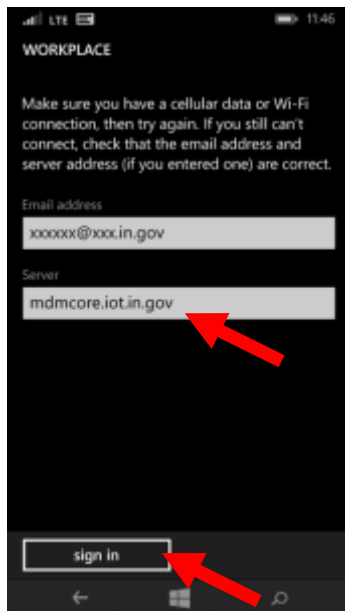 LTE 11:46
WORKPLACE
Make sure you have a cellular data or Wi-Fi
connection, then try again. If you still can't
connect, check that the email address and
server address (if you entered one) are correct.
Email address
xxxxxx@xxx.in.gov
Server
mdmcore.iot.in.gov
sign in